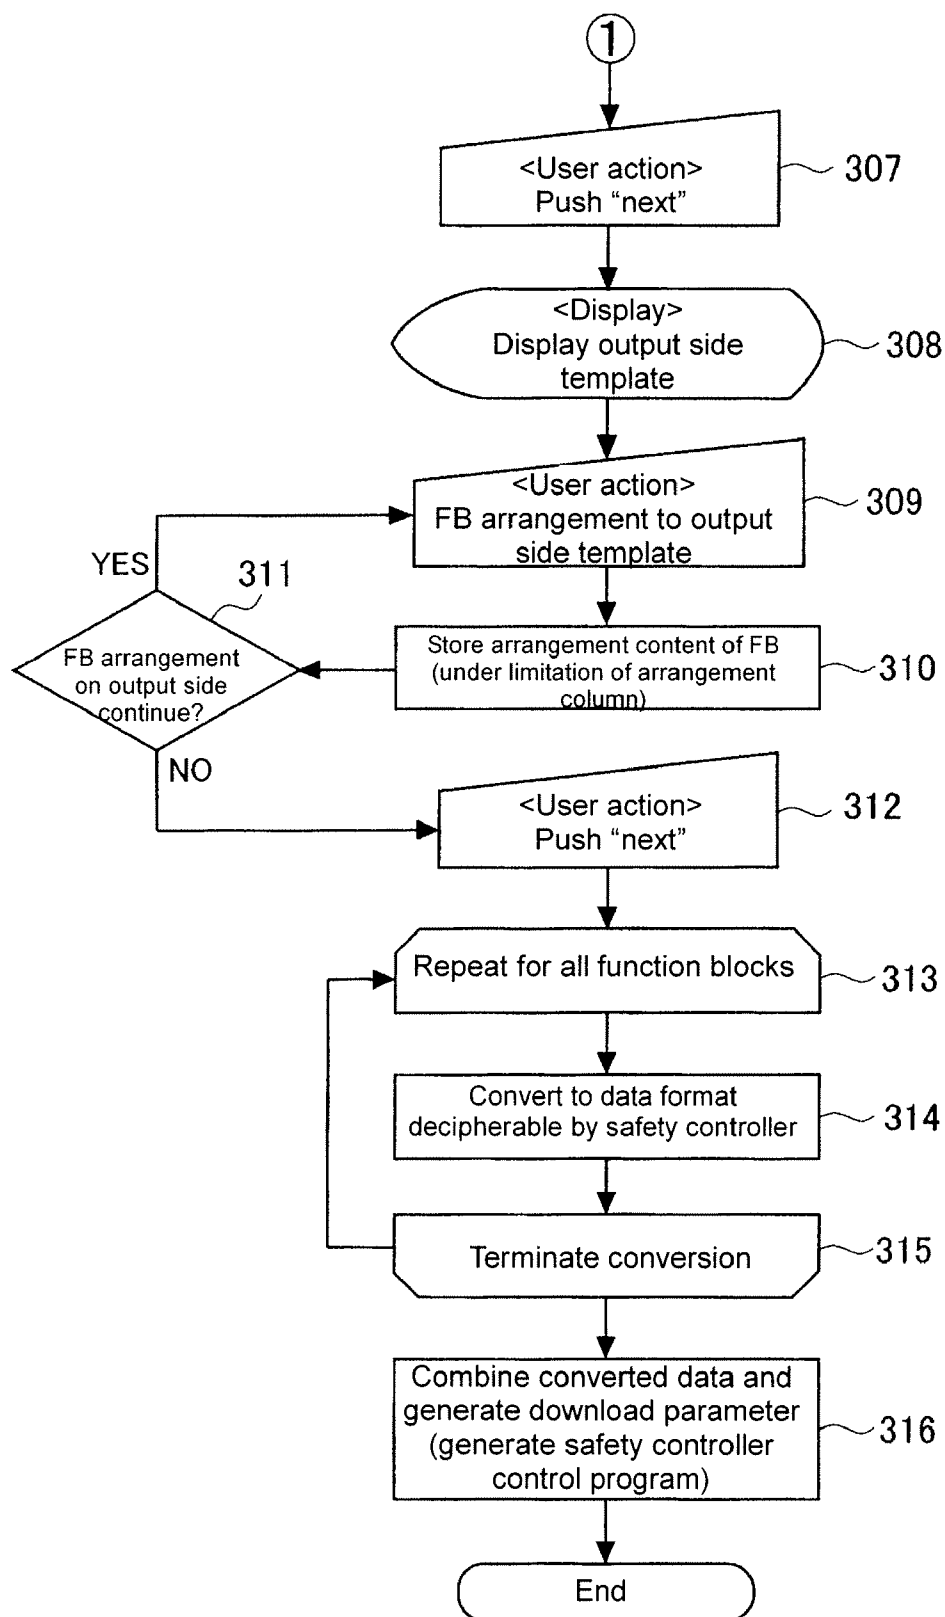 1
<User action>
Push “next”
307
<Display>
Display output side
template
308
<User action>
FB arrangement to output
side template
309
YES
311
FB arrangement
on output side
continue?
Store arrangement content of FB
(under limitation of arrangement
column)
310
NO
<User action>
Push “next”
312
Repeat for all function blocks
313
Convert to data format
decipherable by safety controller
314
Terminate conversion
315
Combine converted data and
generate download parameter
(generate safety controller
control program)
316
End